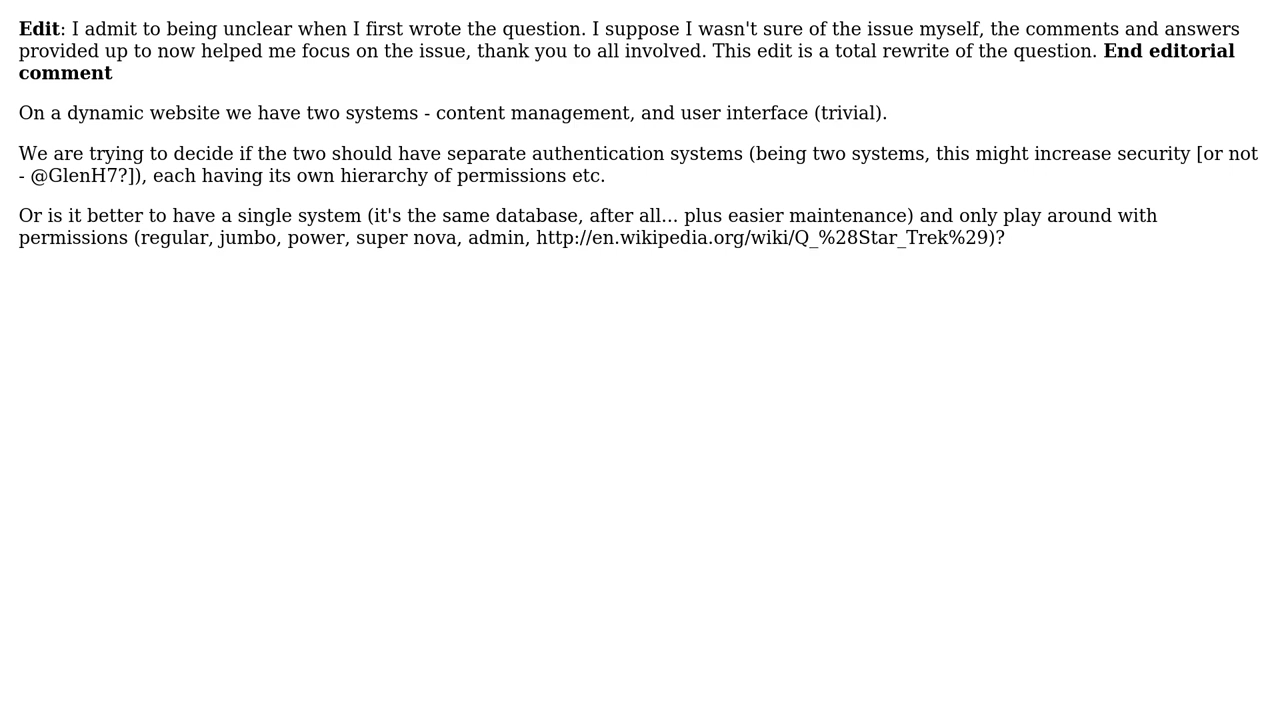 Edit: I admit to being unclear when I first wrote the question. I suppose I wasn't sure of the issue myself, the comments and answers
provided up to now helped me focus on the issue, thank you to all involved. This edit is a total rewrite of the question. End editorial
comment
On a dynamic website we have two systems - content management, and user interface (trivial).
We are trying to decide if the two should have separate authentication systems (being two systems, this might increase security [or not
- @GlenH7?]), each having its own hierarchy of permissions etc.
Or is it better to have a single system (it's the same database, after all... plus easier maintenance) and only play around with
permissions (regular, jumbo, power, super nova, admin, http://en.wikipedia.org/wiki/Q_%28Star_Trek%29)?